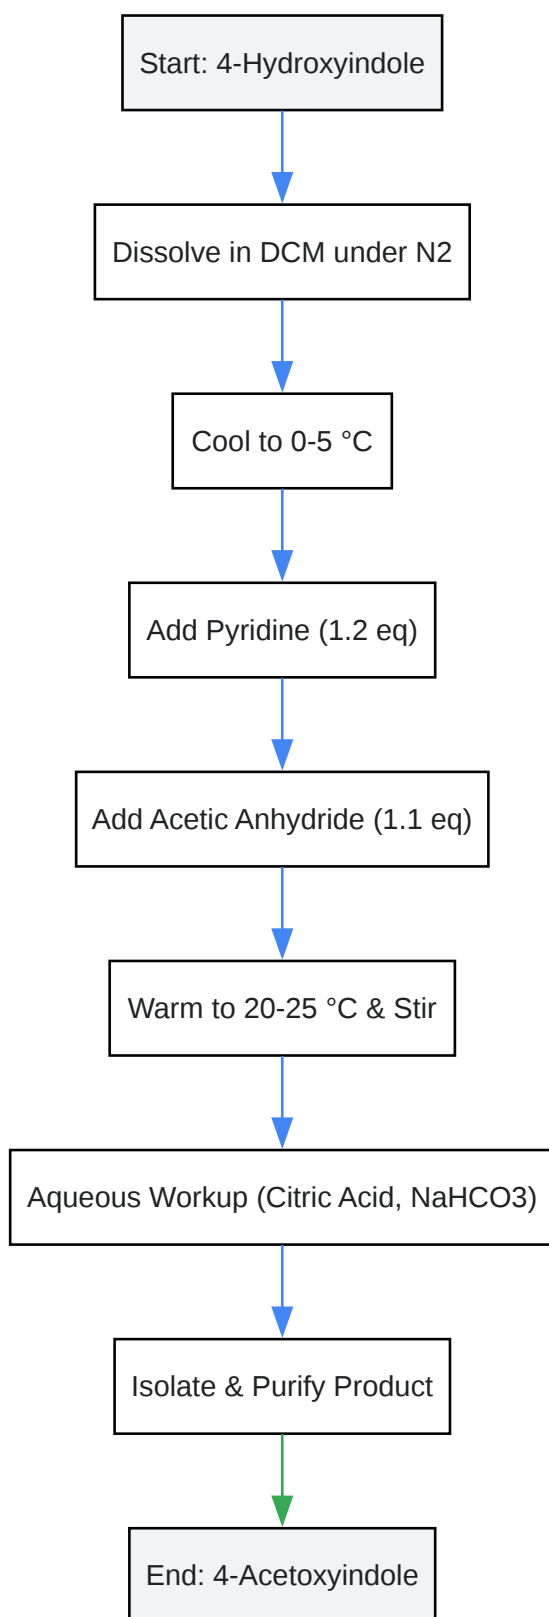 Start: 4-Hydroxyindole
Dissolve in DCM under N2
Cool to 0-5 °C
Add Pyridine (1.2 eq)
Add Acetic Anhydride (1.1 eq)
Warm to 20-25 °C & Stir
Aqueous Workup (Citric Acid, NaHCO3)
Isolate & Purify Product
End: 4-Acetoxyindole